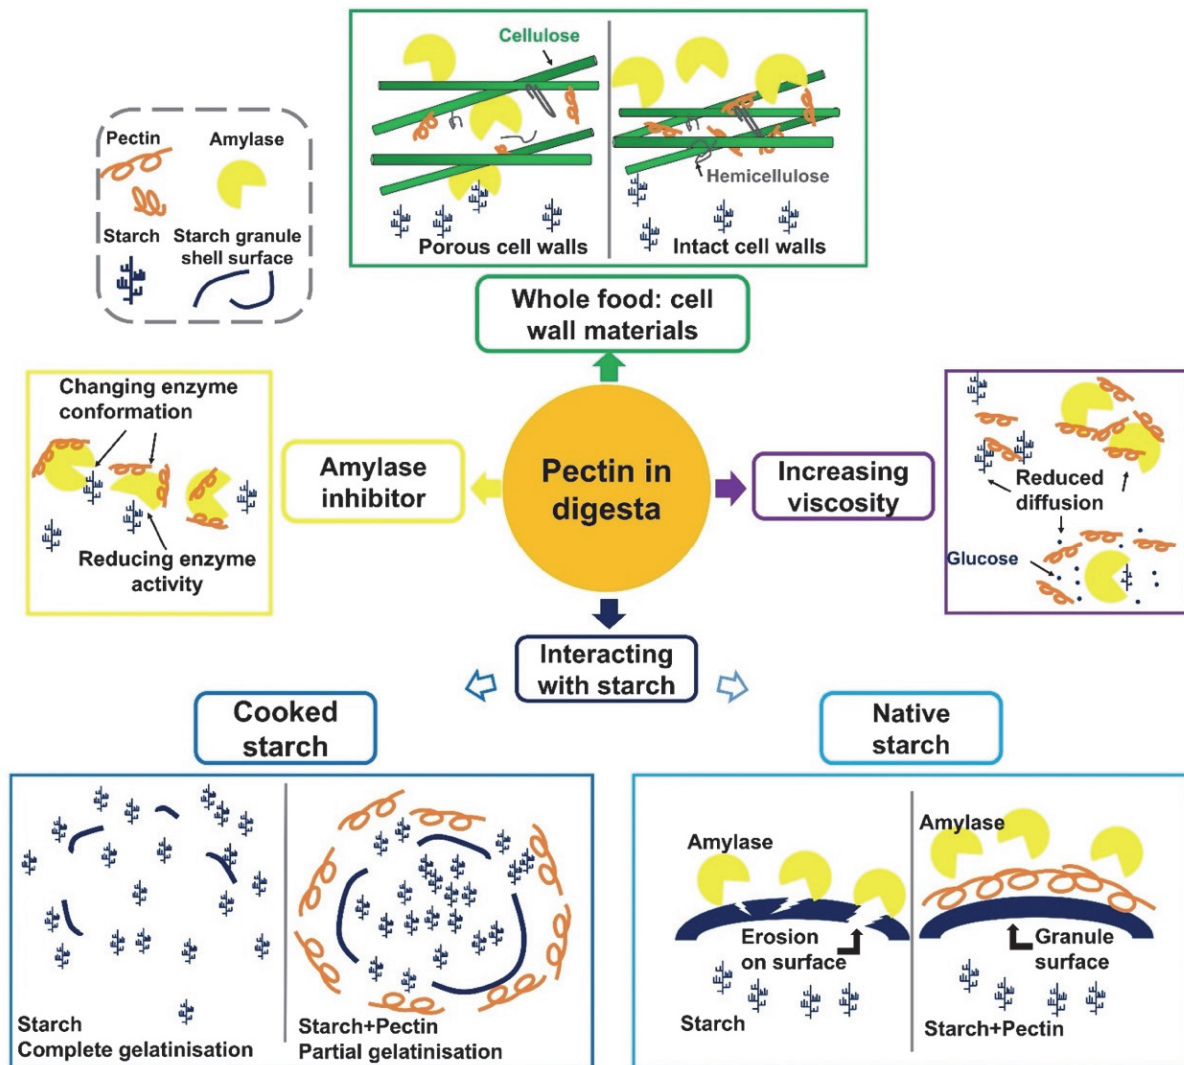 Cellulose
Hemicellulose
Porous cell walls
Intact cell walls
Pectin
Amylase
Starch
Starch granule
shell surface
Whole food: cell
wall materials
Changing enzyme
conformation
Reducing enzyme
activity
Amylase
inhibitor
Pectin in
digesta
Increasing
viscosity
Reduced
diffusion
Glucose
Interacting
with starch
Cooked
starch
Native
starch
Starch
Complete gelatinisation
Starch+Pectin
Partial gelatinisation
Amylase
Erosion
on surface
Starch
Amylase
Granule
surface
Starch+Pectin